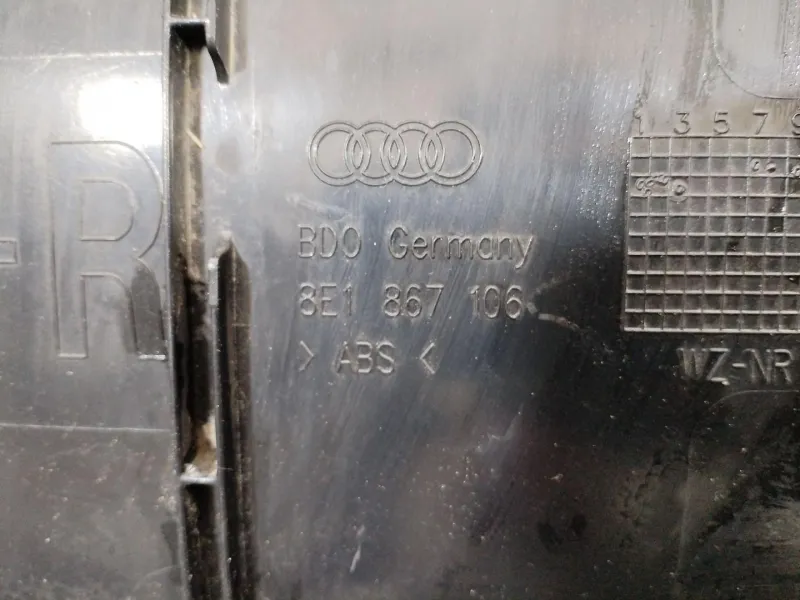 -R
BDO Germany
8E1 867 106
> ABS <
1 3 5 7 9
WZ-NR